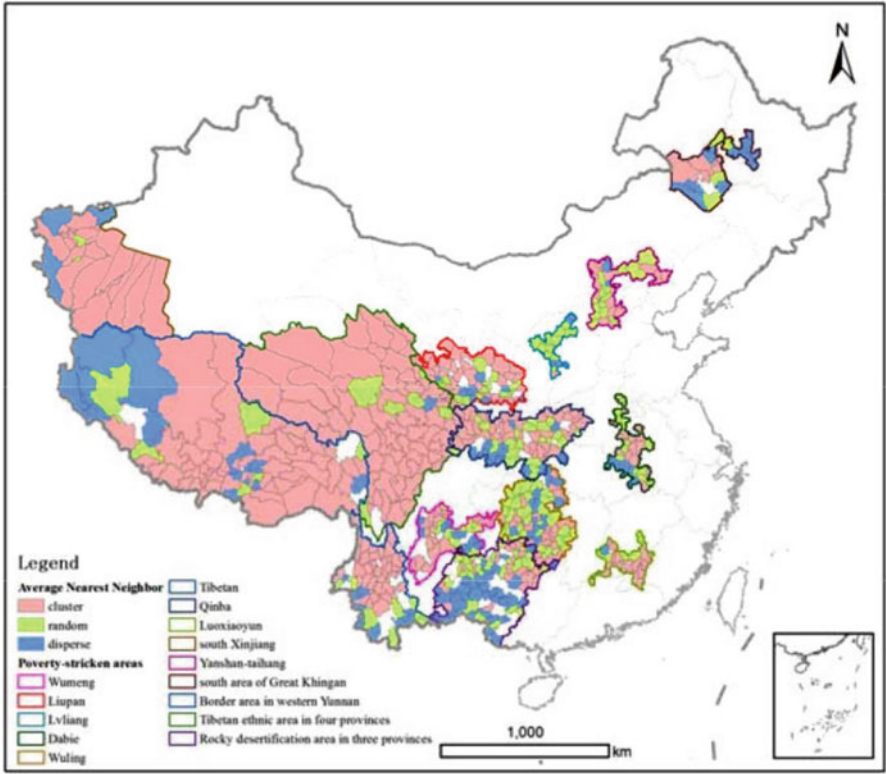 N
Legend
Average Nearest Neighbor
cluster
random
disperse
Poverty-stricken areas
Wumeng
Liupan
Lvliang
Dabie
Wuling
Tibetan
Qinba
Luoxiaoyun
south Xinjiang
Yanshan-taihang
south area of Great Khingan
Border area in western Yunnan
Tibetan ethnic area in four provinces
Rocky desertification area in three provinces
1,000
km